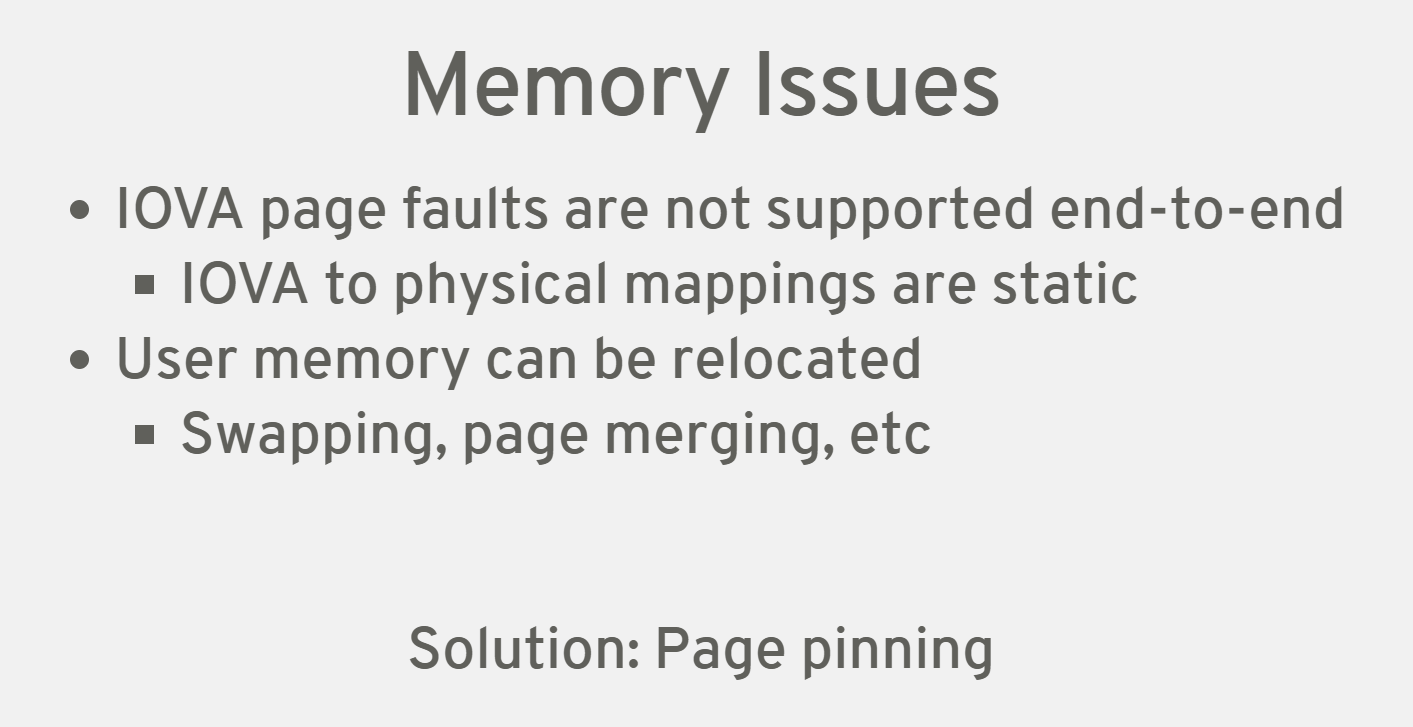 Memory Issues
• IOVA page faults are not supported end-to-end
▪ IOVA to physical mappings are static
• User memory can be relocated
▪ Swapping, page merging, etc
Solution: Page pinning